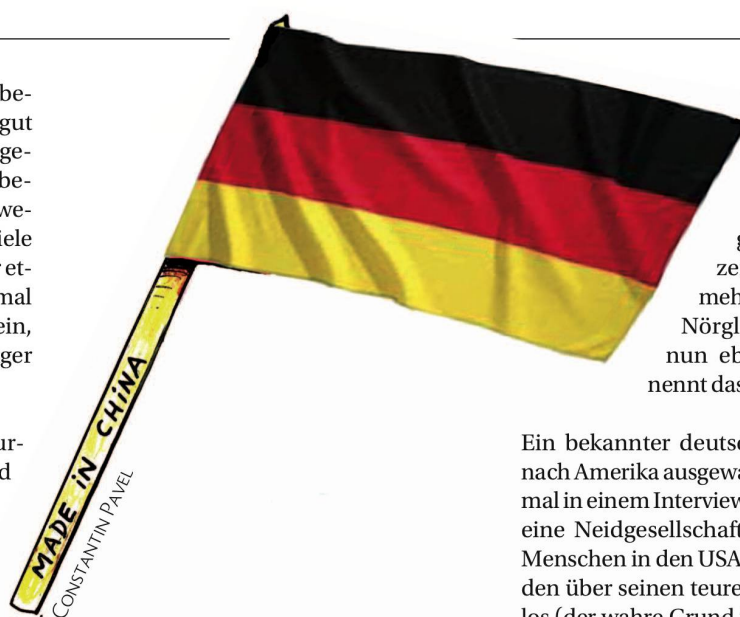 be-
gut
ge-
be-
we-
iele
r et-
mal
ein,
ger
ur-
d
MADE iN CHiNA
CONSTANTIN PAVEL
g
ze
meh
Nörgl
nun eb
nennt das
Ein bekannter deutsc
nach Amerika ausgewa
mal in einem Interview
eine Neidgesellschaft
Menschen in den USA
den über seinen teure
los (der wahre Grund